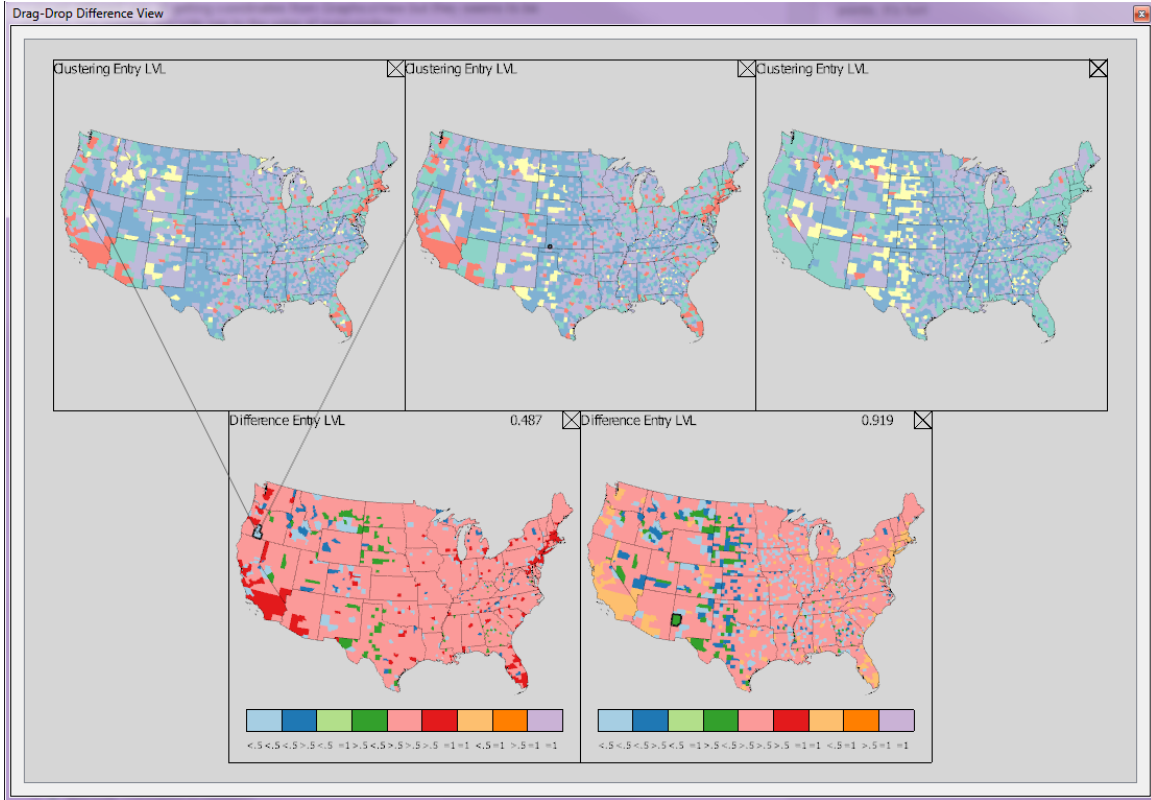 Drag-Drop Difference View
Clustering Entry LVL
Clustering Entry LVL
Clustering Entry LVL
Difference Entry LVL 0.487
Difference Entry LVL 0.919
<.5 <.5 <.5 >.5 <.5 =1 >.5 <.5 >.5 >.5 >.5 =1 =1 <.5 =1 >.5 =1 =1
<.5 <.5 <.5 >.5 <.5 =1 >.5 <.5 >.5 >.5 >.5 =1 =1 <.5 =1 >.5 =1 =1